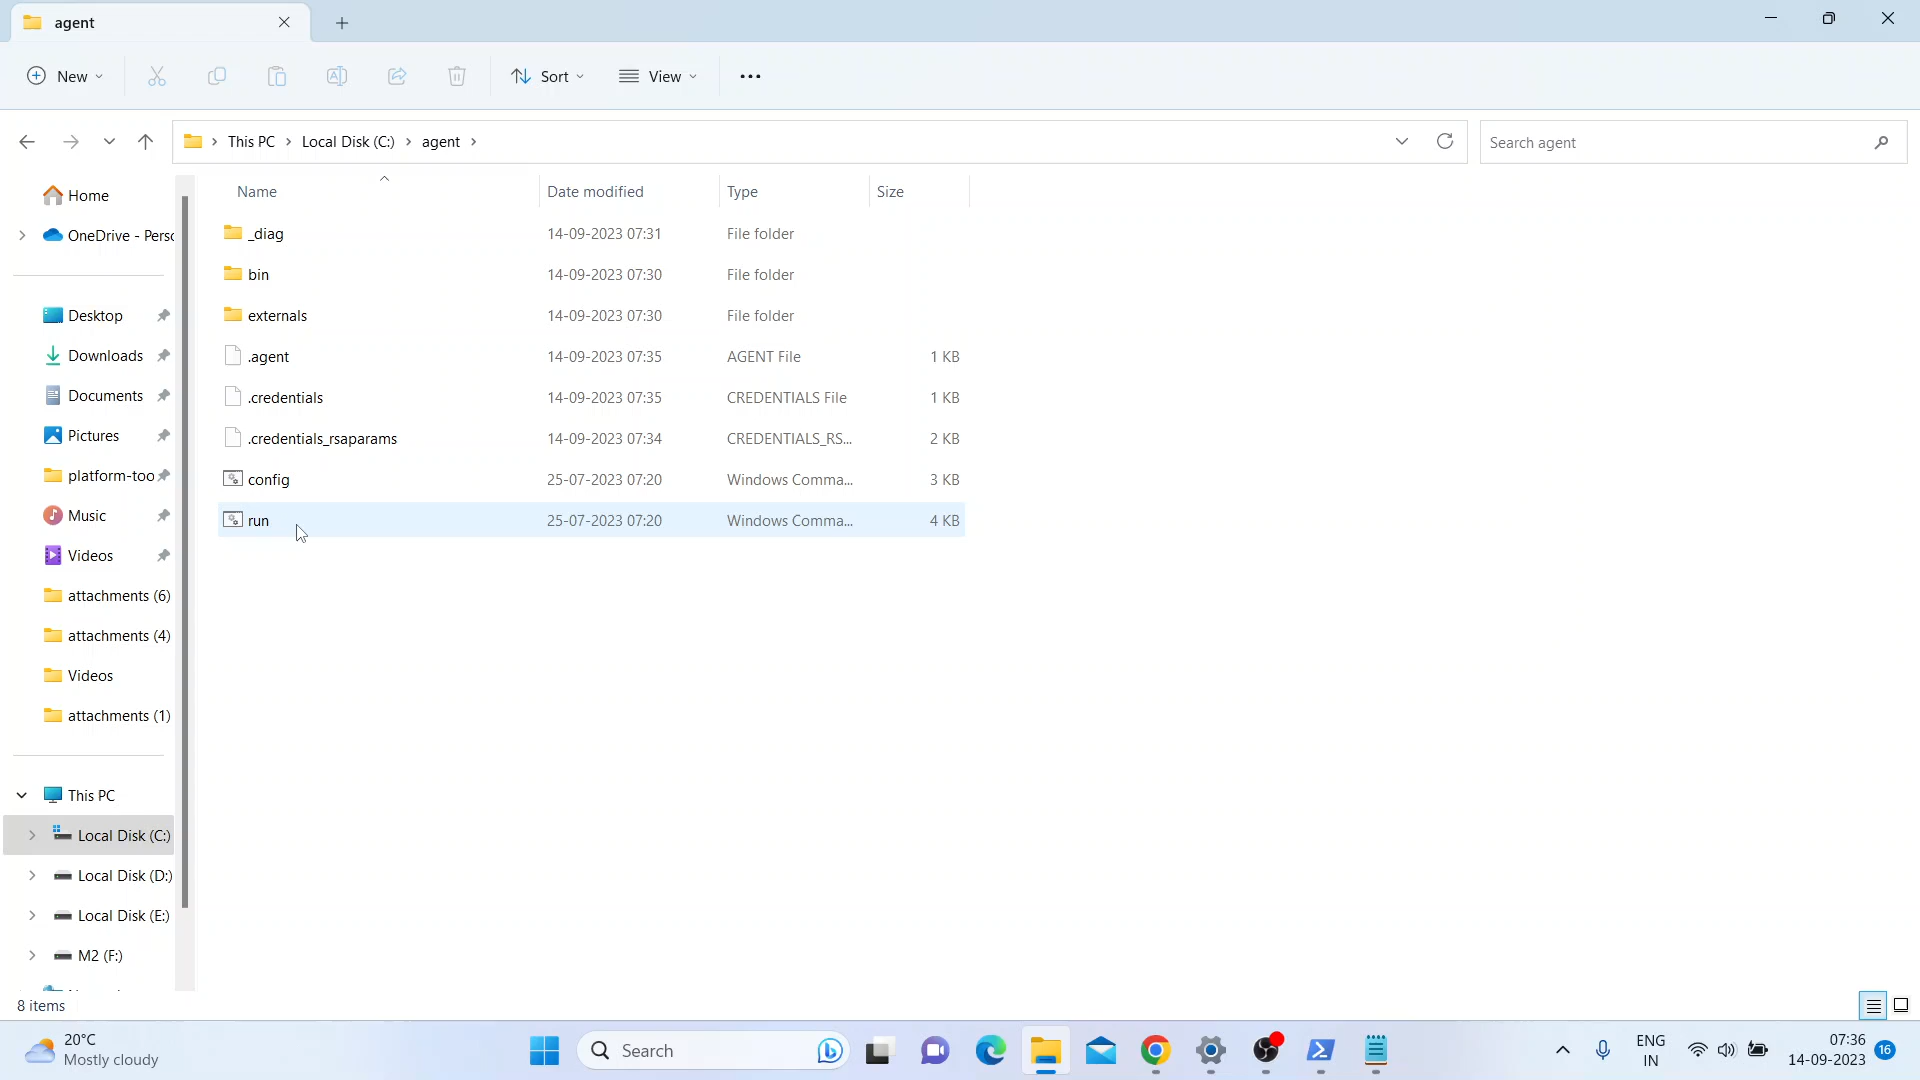 agent
New
Sort
View
This PC
Local Disk (C:)
agent
Search agent
Name
Date modified
Type
Size
_diag
14-09-2023 07:31
File folder
bin
14-09-2023 07:30
File folder
externals
14-09-2023 07:30
File folder
.agent
14-09-2023 07:35
AGENT File
1 KB
.credentials
14-09-2023 07:35
CREDENTIALS File
1 KB
.credentials_rsaparams
14-09-2023 07:34
CREDENTIALS_RS...
2 KB
config
25-07-2023 07:20
Windows Comma...
3 KB
run
25-07-2023 07:20
Windows Comma...
4 KB
Home
OneDrive - Perso
Desktop
Downloads
Documents
Pictures
platform-too
Music
Videos
attachments (6)
attachments (4)
Videos
attachments (1)
This PC
Local Disk (C:)
Local Disk (D:)
Local Disk (E:)
M2 (F:)
8 items
20°C
Mostly cloudy
Search
ENG
IN
07:36
14-09-2023
16